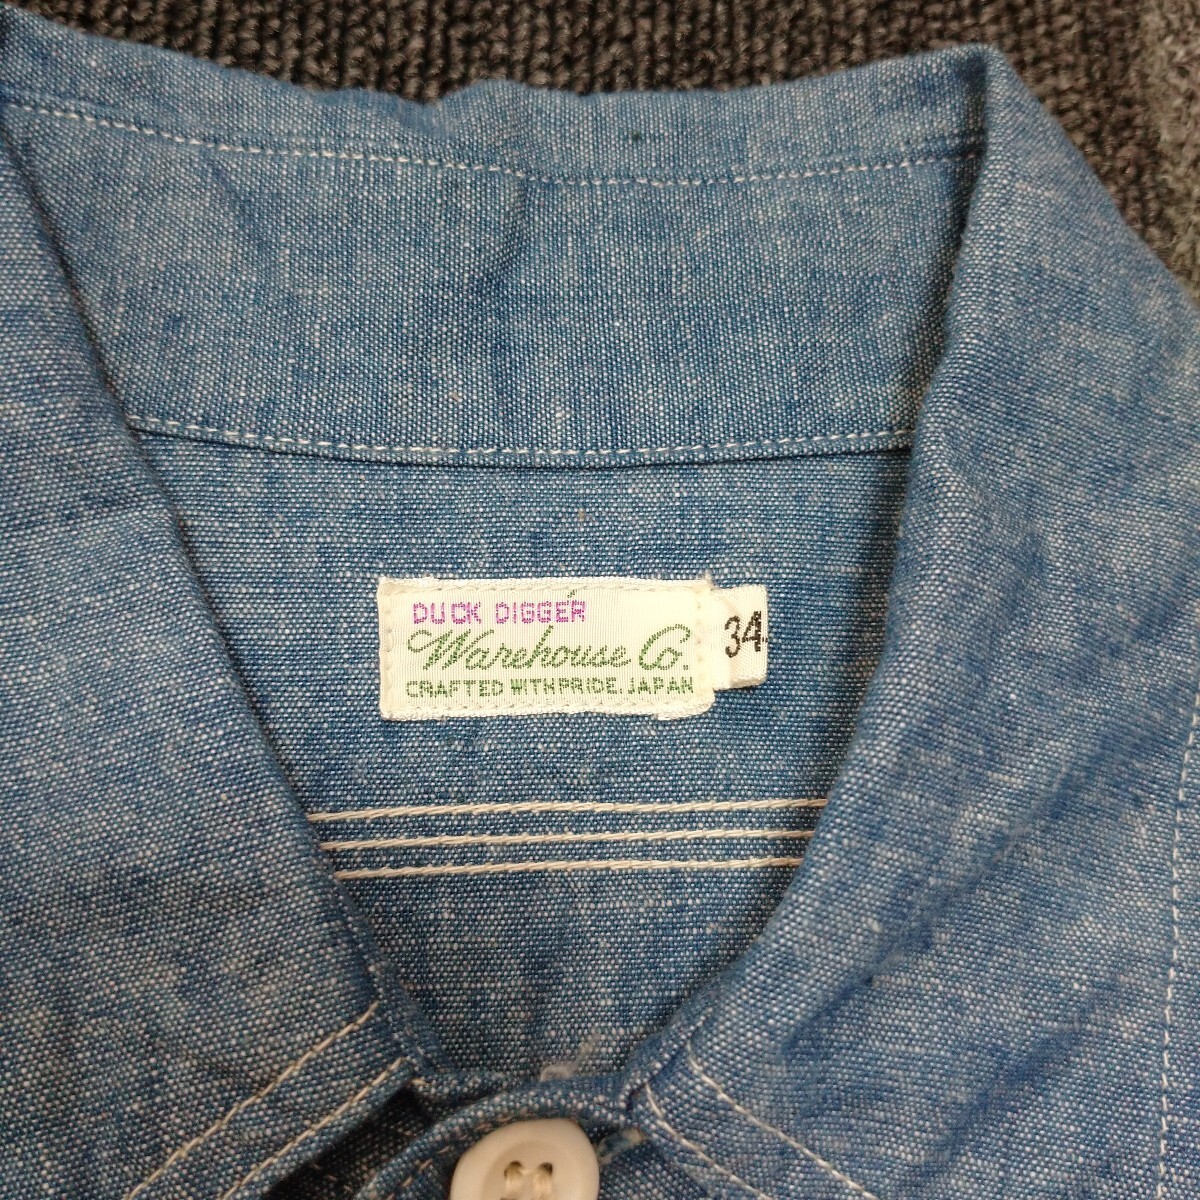 DUCK DIGGER
Warehouse Co.
CRAFTED WITH PRIDE. JAPAN
34